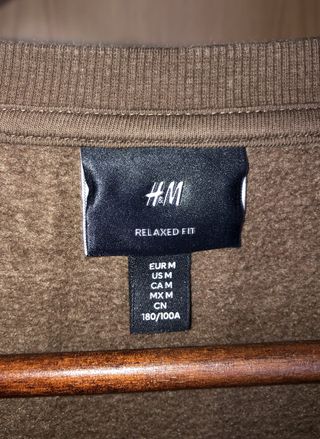 H&M
RELAXED FIT
EUR M
US M
CA M
MX M
CN
180/100A